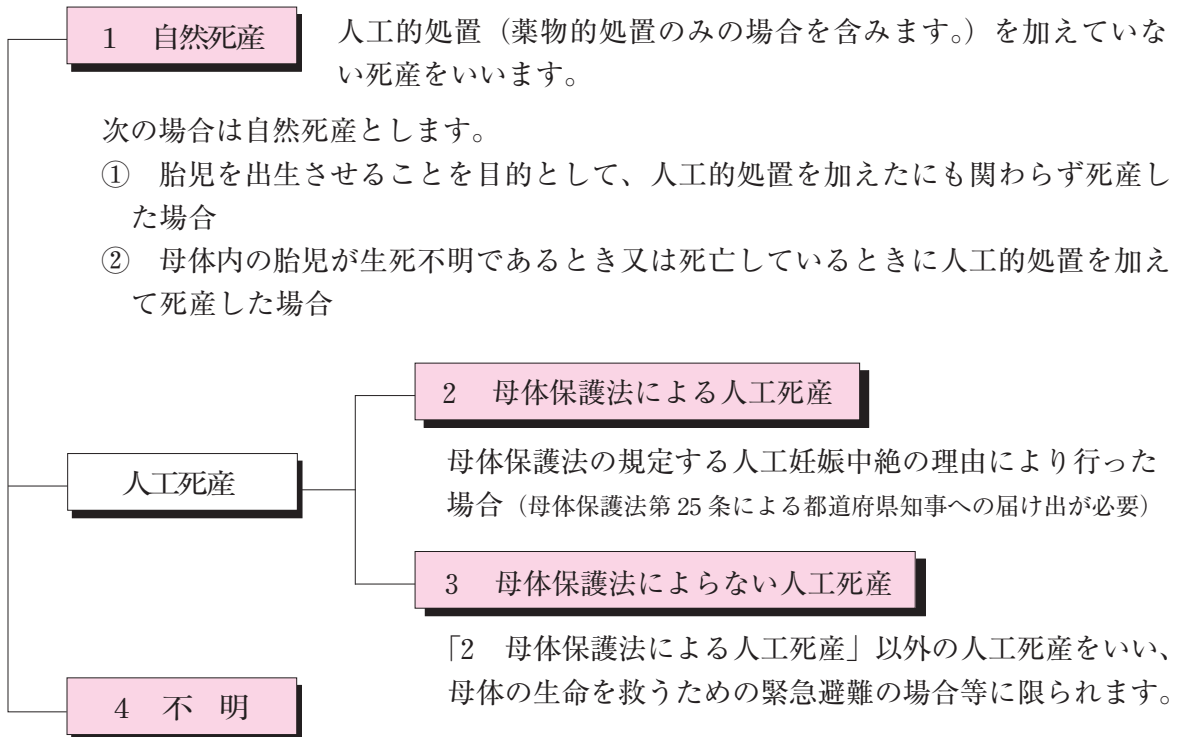 1　自然死産
人工的処置（薬物的処置のみの場合を含みます。）を加えていな
い死産をいいます。
次の場合は自然死産とします。
①　胎児を出生させることを目的として、人工的処置を加えたにも関わらず死産し
た場合
②　母体内の胎児が生死不明であるとき又は死亡しているときに人工的処置を加え
て死産した場合
人工死産
2　母体保護法による人工死産
母体保護法の規定する人工妊娠中絶の理由により行った
場合（母体保護法第 25 条による都道府県知事への届け出が必要）
3　母体保護法によらない人工死産
「2　母体保護法による人工死産」以外の人工死産をいい、
母体の生命を救うための緊急避難の場合等に限られます。
4　不　明